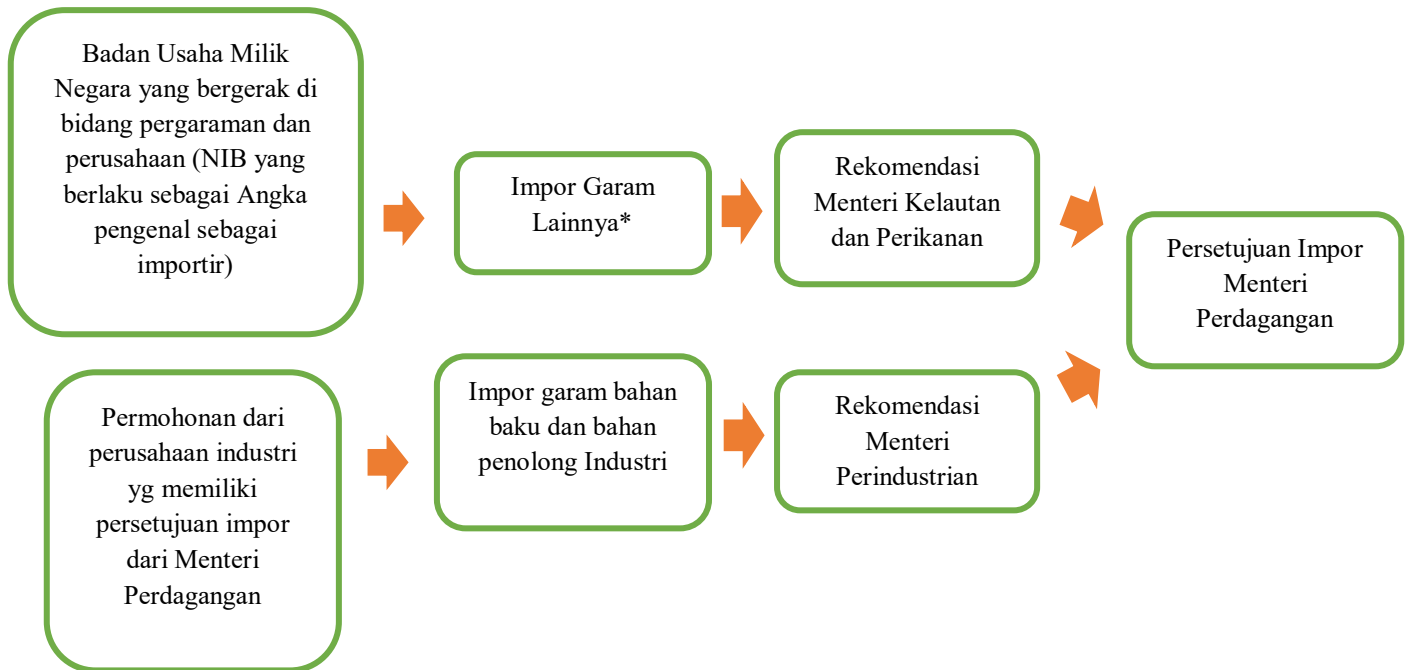 Badan Usaha Milik
Negara yang bergerak di
bidang pergaraman dan
perusahaan (NIB yang
berlaku sebagai Angka
pengenal sebagai
importir)
Impor Garam
Lainnya*
Rekomendasi
Menteri Kelautan
dan Perikanan
Persetujuan Impor
Menteri
Perdagangan
Permohonan dari
perusahaan industri
yg memiliki
persetujuan impor
dari Menteri
Perdagangan
Impor garam bahan
baku dan bahan
penolong Industri
Rekomendasi
Menteri
Perindustrian